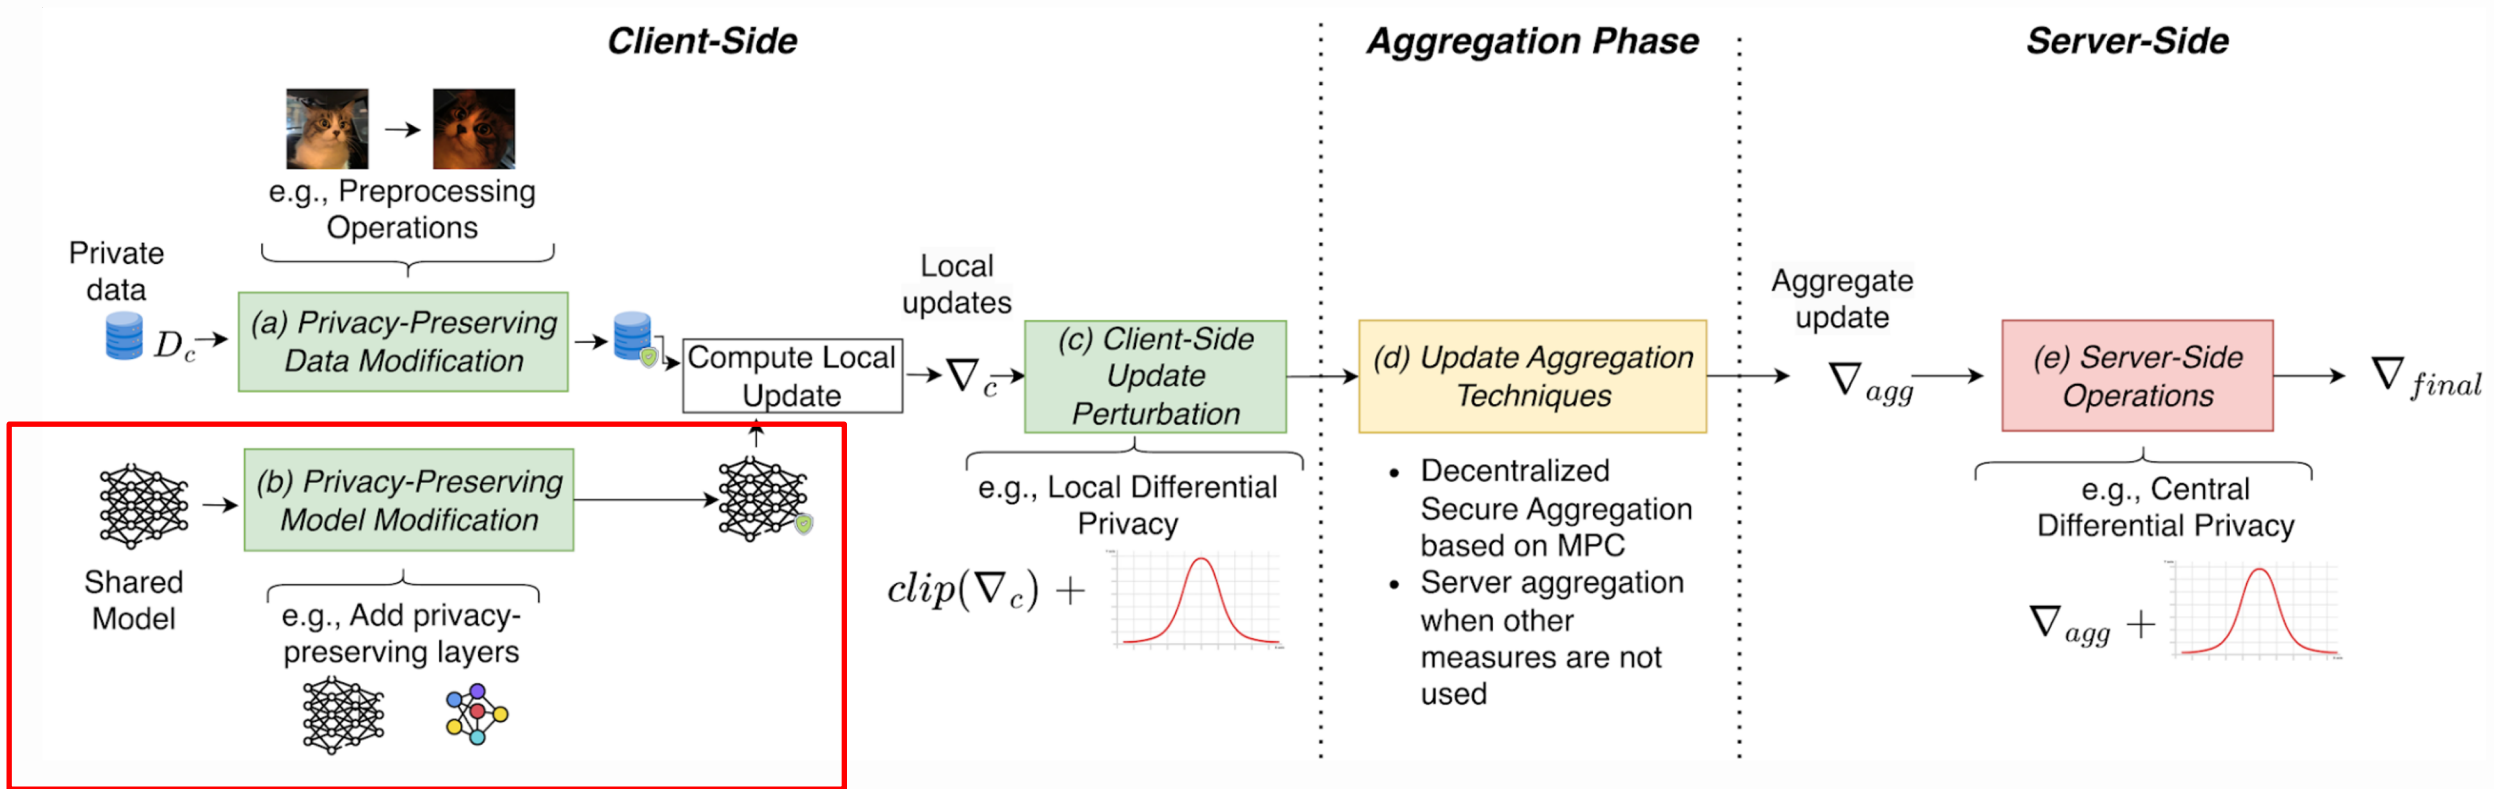 Client-Side
Aggregation Phase
Server-Side
e.g., Preprocessing
Operations
Private
data
D_c
(a) Privacy-Preserving
Data Modification
Compute Local
Update
Shared
Model
(b) Privacy-Preserving
Model Modification
e.g., Add privacy-
preserving layers
Local
updates
∇_c
(c) Client-Side
Update
Perturbation
e.g., Local Differential
Privacy
clip(∇_c) +
(d) Update Aggregation
Techniques
• Decentralized
Secure Aggregation
based on MPC
• Server aggregation
when other
measures are not
used
Aggregate
update
∇_agg
(e) Server-Side
Operations
∇_final
e.g., Central
Differential Privacy
∇_agg +